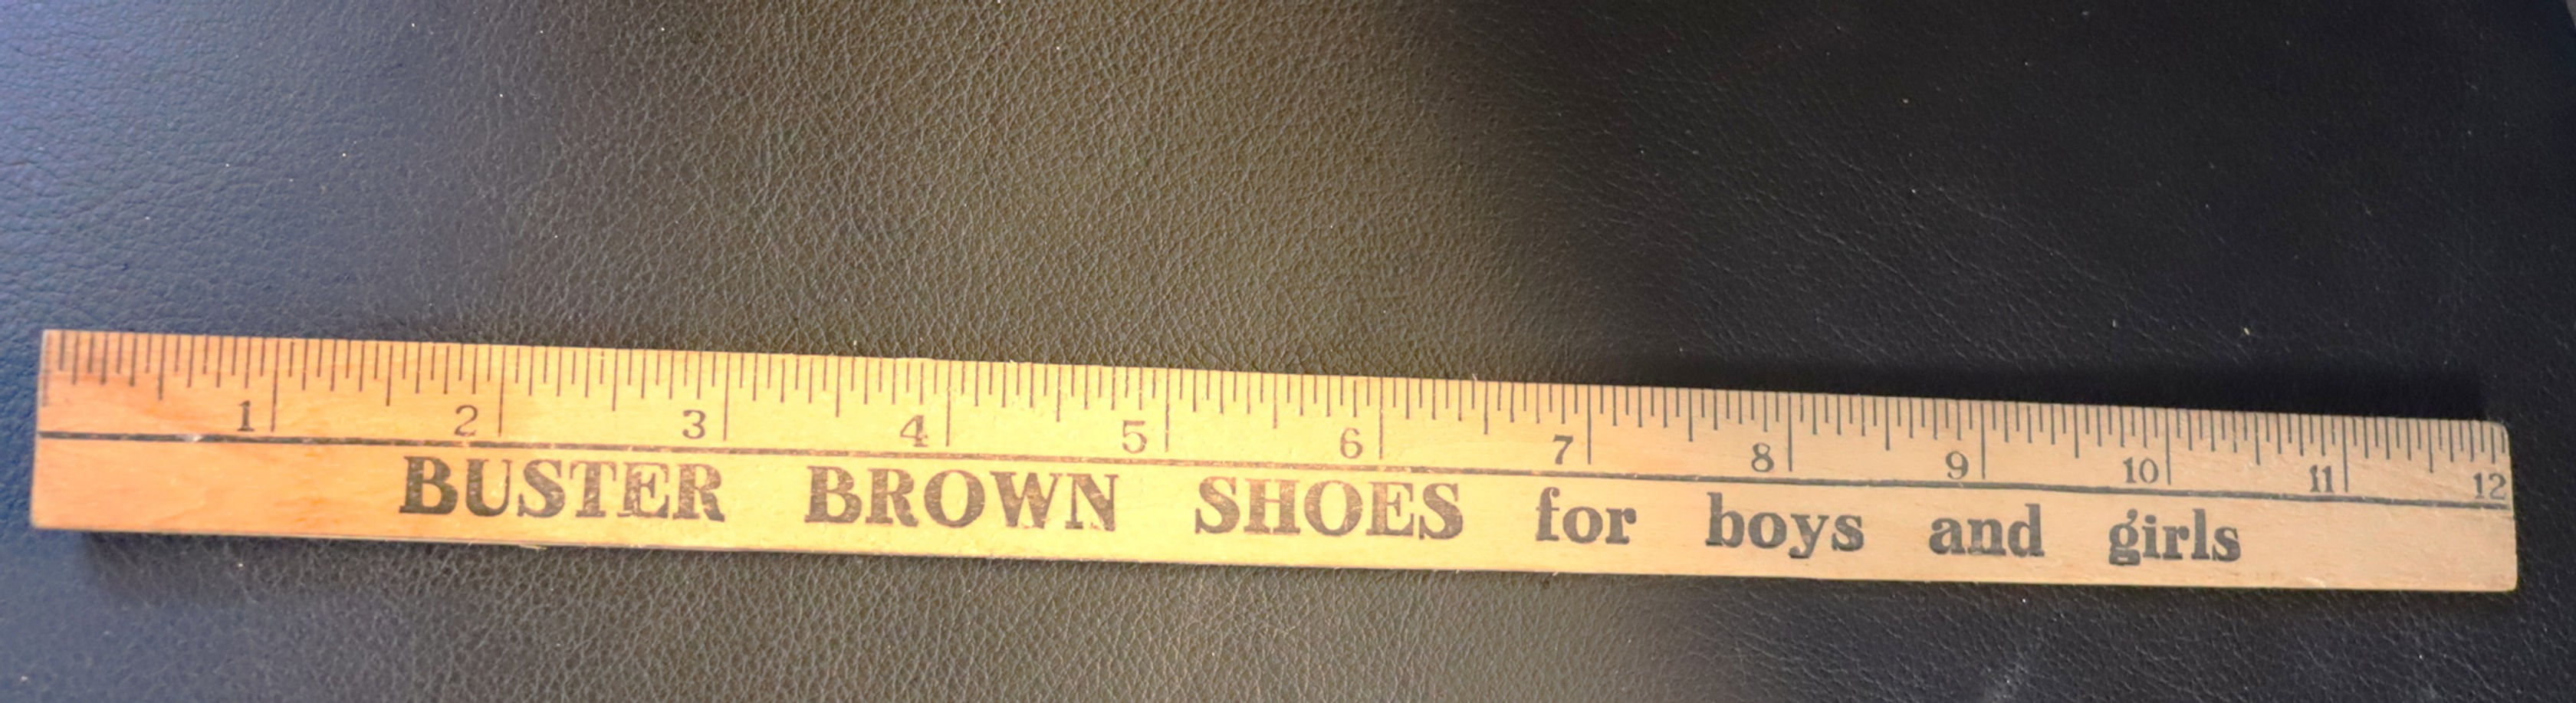 1 2 3 4 5 6 7 8 9 10 11 12
BUSTER BROWN SHOES for boys and girls